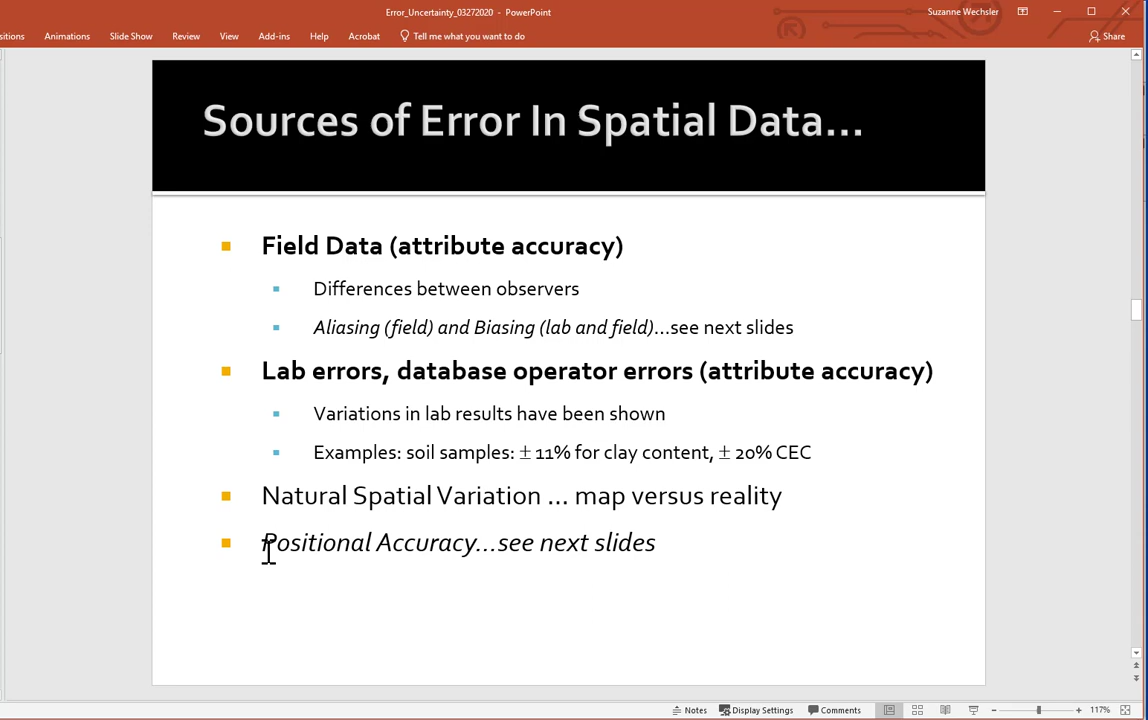 Error_Uncertainty_03272020 - PowerPoint
Suzanne Wechsler
sitions Animations Slide Show Review View Add-ins Help Acrobat Tell me what you want to do Share
Sources of Error In Spatial Data...
Field Data (attribute accuracy)
Differences between observers
Aliasing (field) and Biasing (lab and field)...see next slides
Lab errors, database operator errors (attribute accuracy)
Variations in lab results have been shown
Examples: soil samples: ± 11% for clay content, ± 20% CEC
Natural Spatial Variation ... map versus reality
Positional Accuracy...see next slides
Notes Display Settings Comments 117%